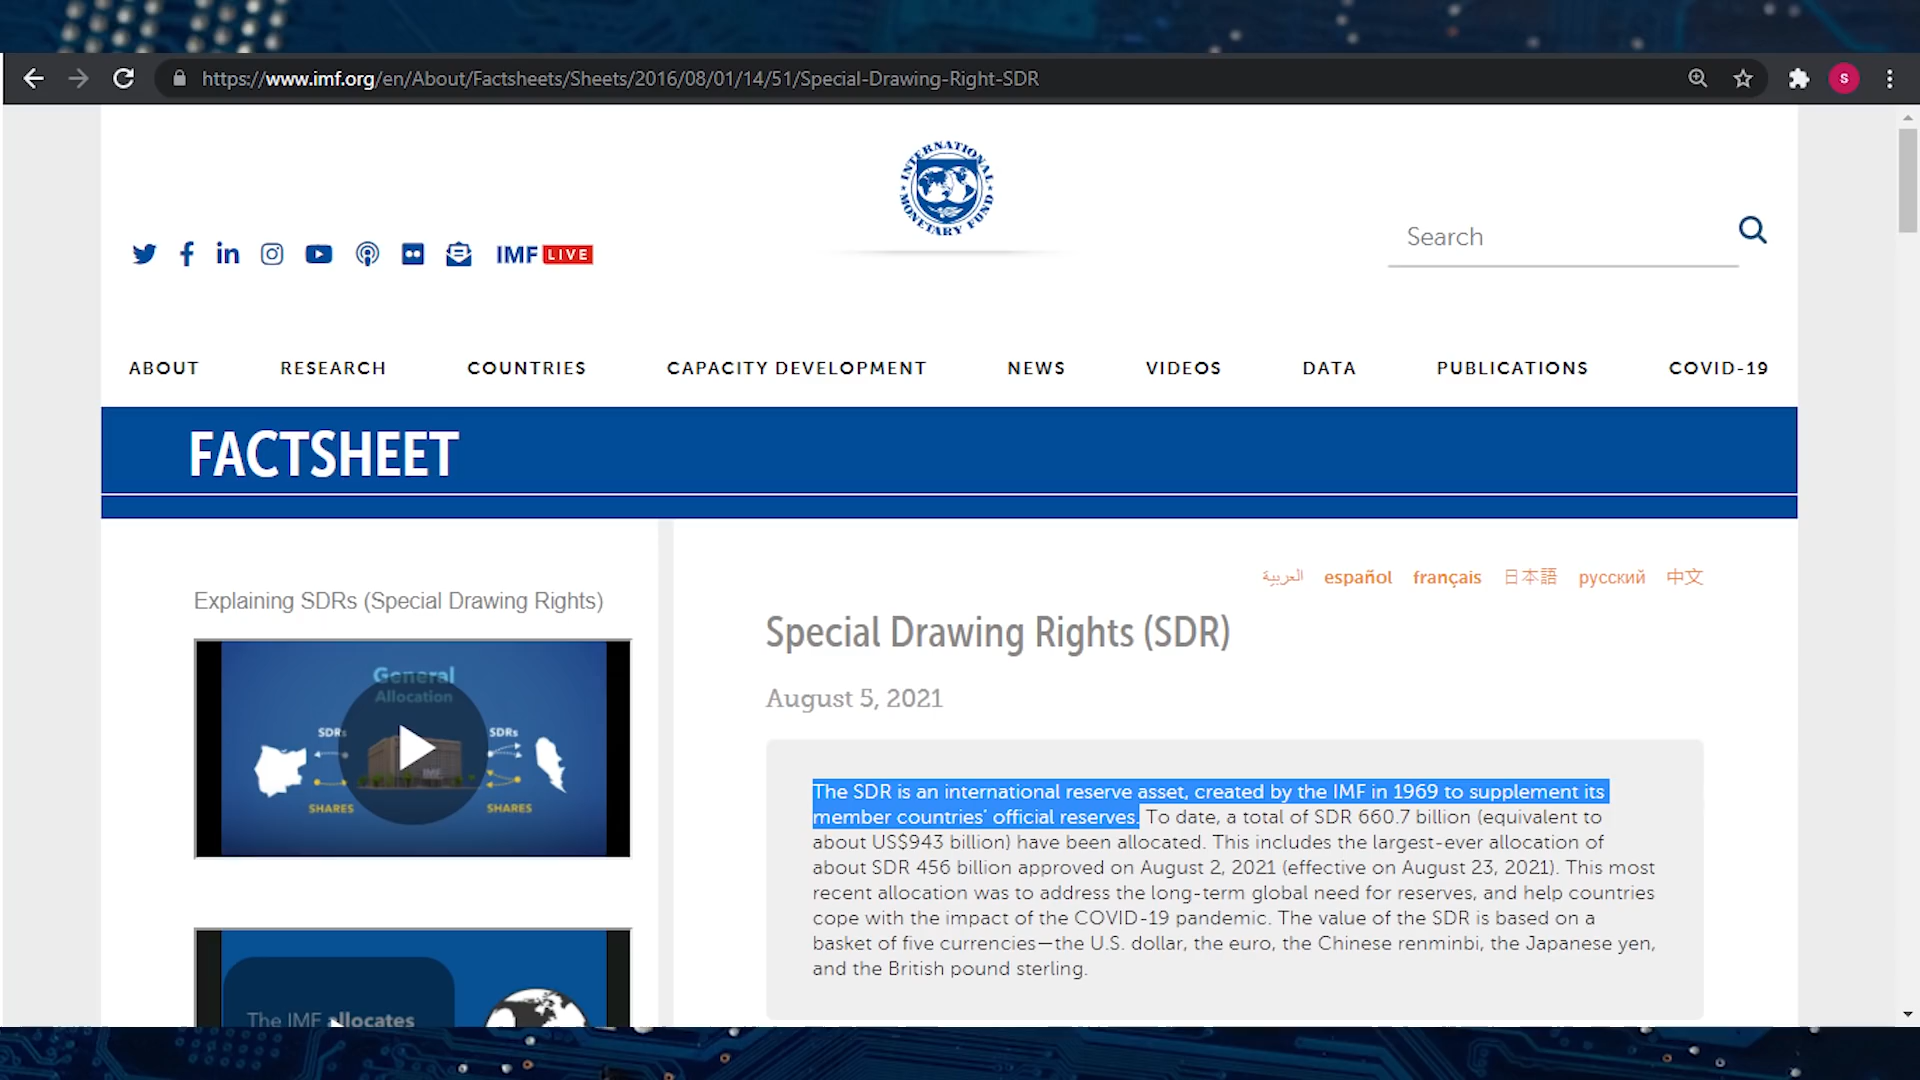 https://www.imf.org/en/About/Factsheets/Sheets/2016/08/01/14/51/Special-Drawing-Right-SDR
S
INTERNATIONAL MONETARY FUND
Search
IMF LIVE
ABOUT RESEARCH COUNTRIES CAPACITY DEVELOPMENT NEWS VIDEOS DATA PUBLICATIONS COVID-19
FACTSHEET
العربية español français 日本語 русский 中文
Explaining SDRs (Special Drawing Rights)
General
Allocation
SDRs SDRs
IMF
SHARES SHARES
The IMF allocates
Special Drawing Rights (SDR)
August 5, 2021
The SDR is an international reserve asset, created by the IMF in 1969 to supplement its
member countries' official reserves. To date, a total of SDR 660.7 billion (equivalent to
about US$943 billion) have been allocated. This includes the largest-ever allocation of
about SDR 456 billion approved on August 2, 2021 (effective on August 23, 2021). This most
recent allocation was to address the long-term global need for reserves, and help countries
cope with the impact of the COVID-19 pandemic. The value of the SDR is based on a
basket of five currencies—the U.S. dollar, the euro, the Chinese renminbi, the Japanese yen,
and the British pound sterling.